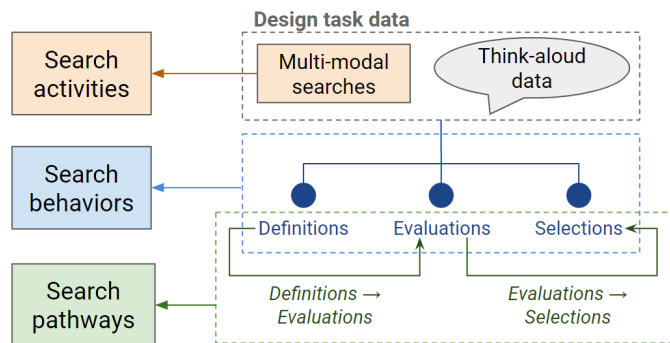 Design task data
Search
activities
Multi-modal
searches
Think-aloud
data
Search
behaviors
Definitions
Evaluations
Selections
Search
pathways
Definitions →
Evaluations
Evaluations →
Selections